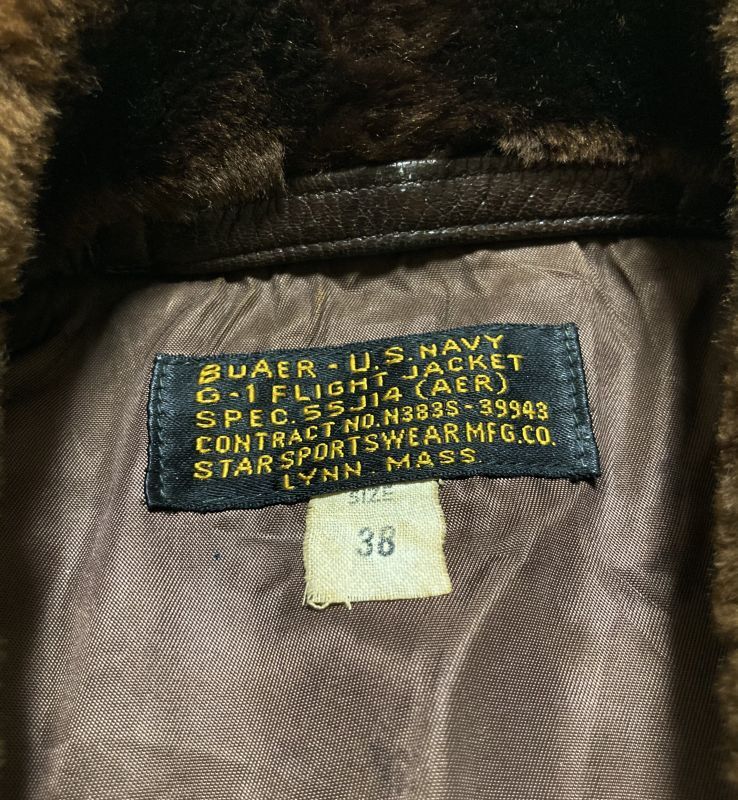 BUAER - U.S. NAVY
G-1 FLIGHT JACKET
SPEC. 55J14 (AER)
CONTRACT NO. N383S-39943
STAR SPORTSWEAR MFG. CO.
LYNN. MASS.
SIZE
38